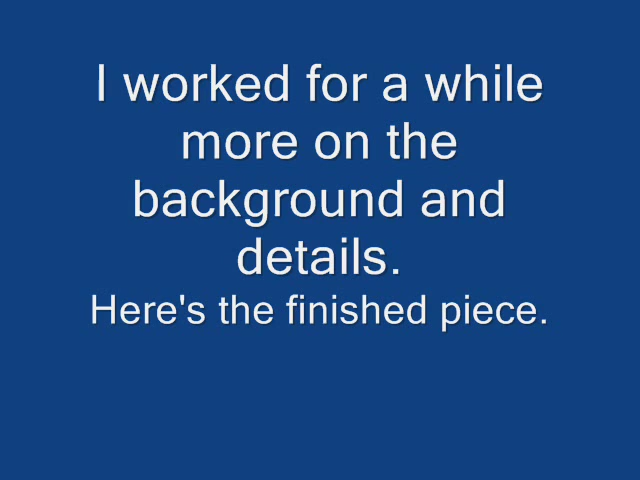 I worked for a while
more on the
background and
details.
Here's the finished piece.